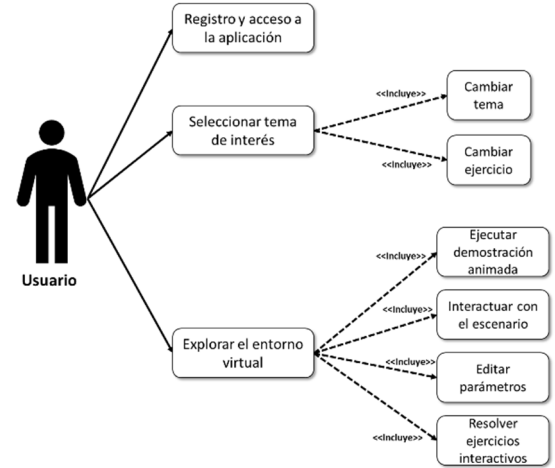 Registro y acceso a
la aplicación
Seleccionar tema
de interés
<<Incluye>>
Cambiar
tema
<<Incluye>>
Cambiar
ejercicio
Usuario
Explorar el entorno
virtual
<<Incluye>>
Ejecutar
demostración
animada
<<Incluye>>
Interactuar con
el escenario
<<Incluye>>
Editar
parámetros
<<Incluye>>
Resolver
ejercicios
interactivos